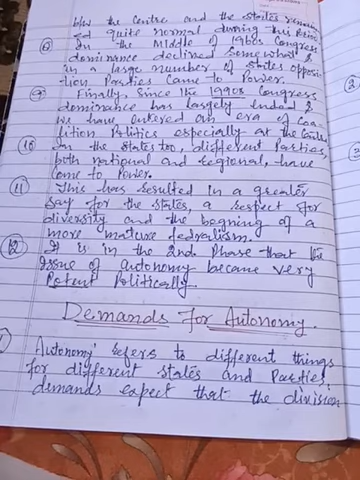 b/w the Centre and the states remain
ed quite normal during this
8 In the Middle of 1960s Congress
dominance declined somewhat &
in a large number of states opposi-
tion Parties Came to Power.
9 Finally Since the 1990s Congress
dominance has largely ended &
we have entered an era of coa-
lition Politics especially at the Centre
10 In the states too, different Parties,
both national and regional, have
Come to Power.
11 This has resulted in a greater
Say for the states, a respect for
diversity and the begning of a
more mature fedralism.
12 It is in the 2nd Phase that the
issue of autonomy became very
Potent Politically.
Demands For Autonomy.
Autonomy refers to different things
for different states and Parties.
demands expect that the division